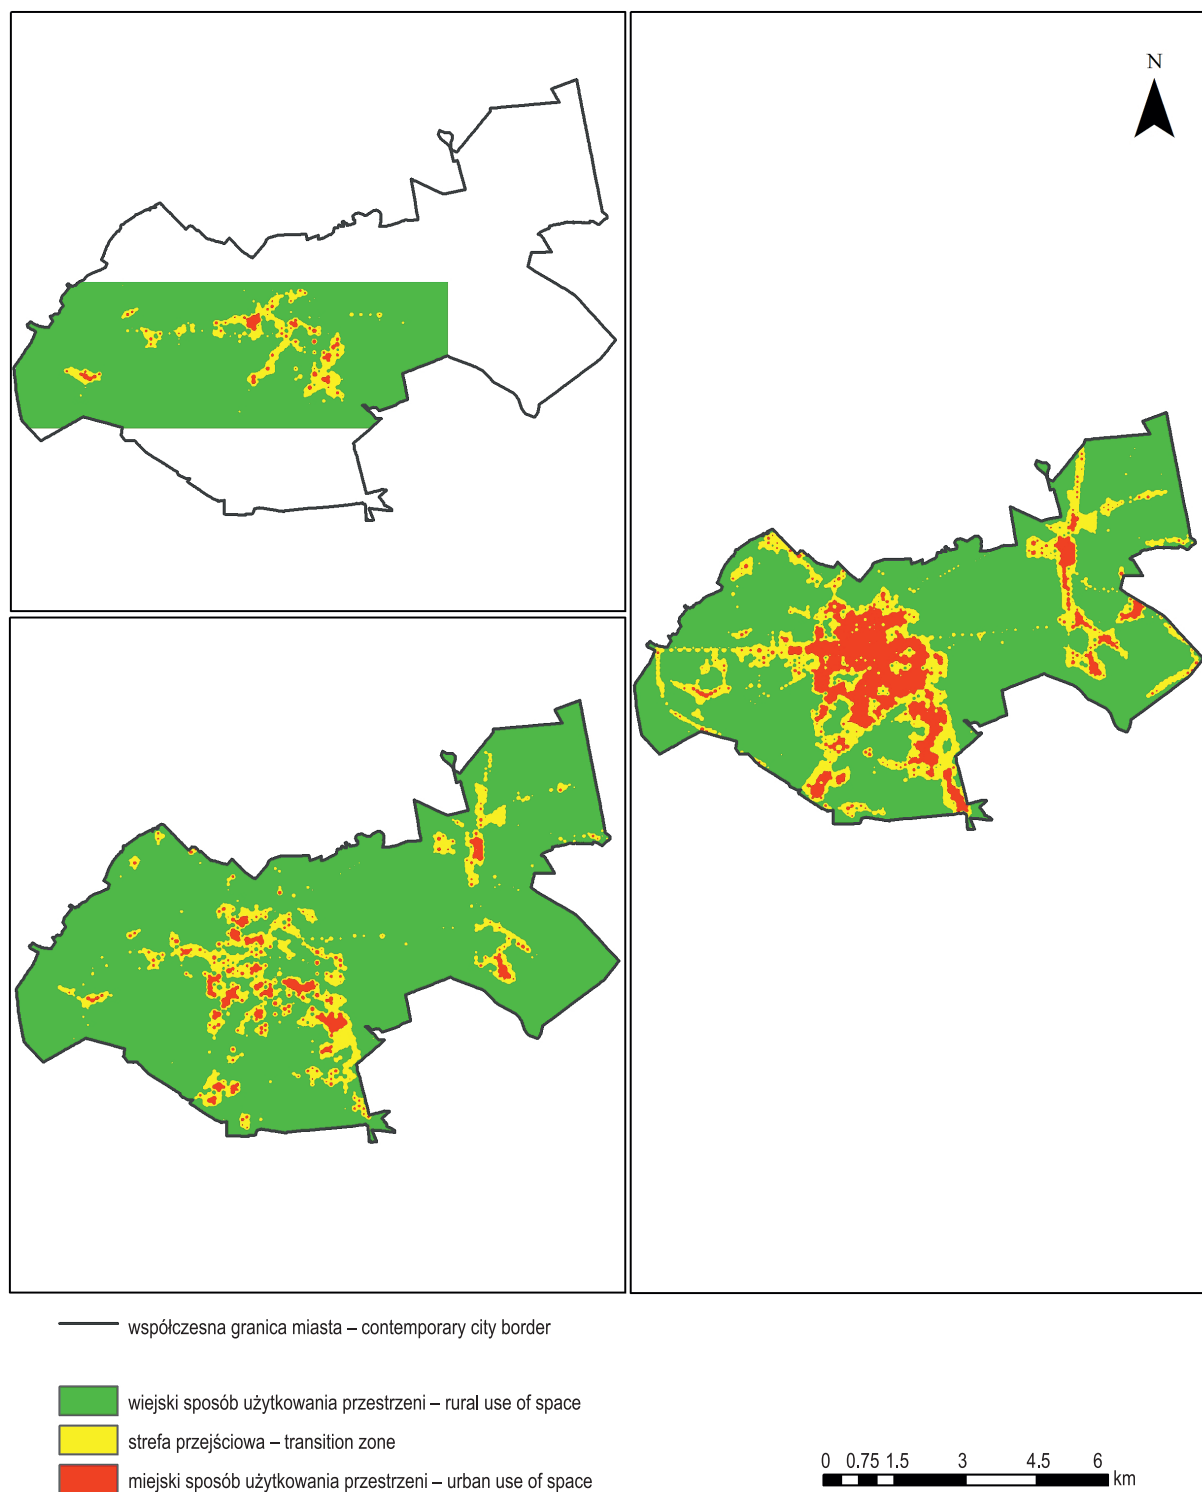 N
współczesna granica miasta – contemporary city border
wiejski sposób użytkowania przestrzeni – rural use of space
strefa przejściowa – transition zone
miejski sposób użytkowania przestrzeni – urban use of space
0 0.75 1.5 3 4.5 6
km